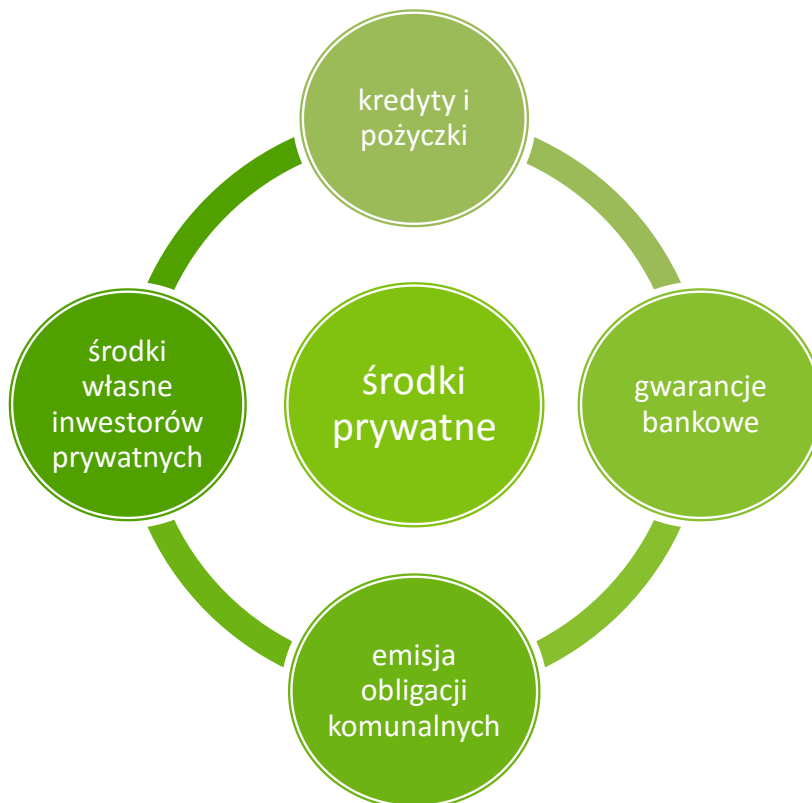 kredyty i
pożyczki
środki
własne
inwestorów
prywatnych
środki
prywatne
gwarancje
bankowe
emisja
obligacji
komunalnych